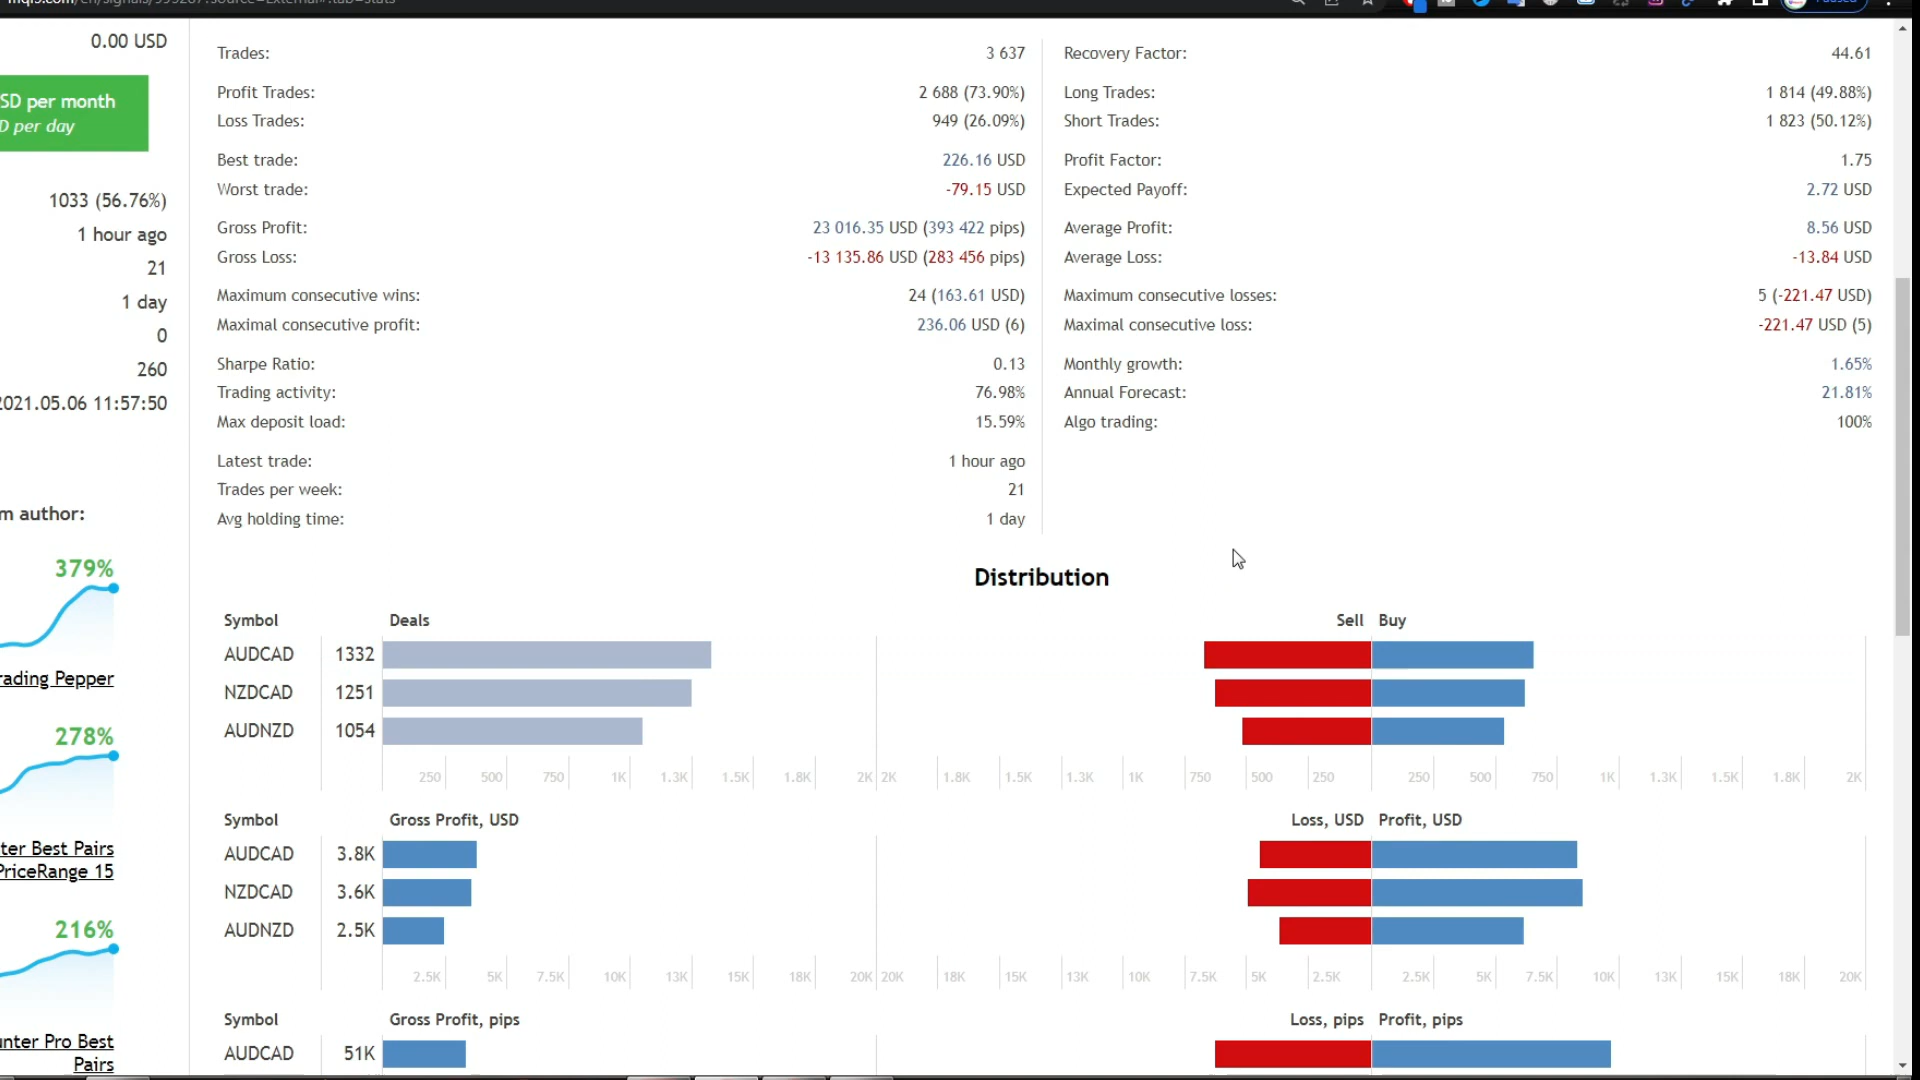 0.00 USD
SD per month
D per day
1033 (56.76%)
1 hour ago
21
1 day
0
260
2021.05.06 11:57:50
m author:
379%
rading Pepper
278%
ter Best Pairs
PriceRange 15
216%
unter Pro Best
Pairs
Trades: 3 637
Profit Trades: 2 688 (73.90%)
Loss Trades: 949 (26.09%)
Best trade: 226.16 USD
Worst trade: -79.15 USD
Gross Profit: 23 016.35 USD (393 422 pips)
Gross Loss: -13 135.86 USD (283 456 pips)
Maximum consecutive wins: 24 (163.61 USD)
Maximal consecutive profit: 236.06 USD (6)
Sharpe Ratio: 0.13
Trading activity: 76.98%
Max deposit load: 15.59%
Latest trade: 1 hour ago
Trades per week: 21
Avg holding time: 1 day
Recovery Factor: 44.61
Long Trades: 1 814 (49.88%)
Short Trades: 1 823 (50.12%)
Profit Factor: 1.75
Expected Payoff: 2.72 USD
Average Profit: 8.56 USD
Average Loss: -13.84 USD
Maximum consecutive losses: 5 (-221.47 USD)
Maximal consecutive loss: -221.47 USD (5)
Monthly growth: 1.65%
Annual Forecast: 21.81%
Algo trading: 100%
Distribution
Symbol Deals Sell Buy
AUDCAD 1332
NZDCAD 1251
AUDNZD 1054
250 500 750 1K 1.3K 1.5K 1.8K 2K 2K 1.8K 1.5K 1.3K 1K 750 500 250 250 500 750 1K 1.3K 1.5K 1.8K 2K
Symbol Gross Profit, USD Loss, USD Profit, USD
AUDCAD 3.8K
NZDCAD 3.6K
AUDNZD 2.5K
2.5K 5K 7.5K 10K 13K 15K 18K 20K 20K 18K 15K 13K 10K 7.5K 5K 2.5K 2.5K 5K 7.5K 10K 13K 15K 18K 20K
Symbol Gross Profit, pips Loss, pips Profit, pips
AUDCAD 51K